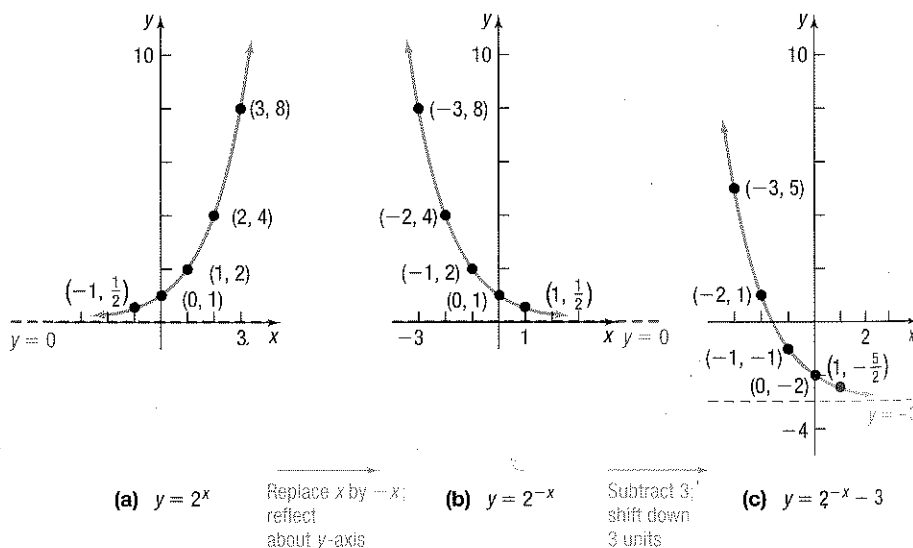 y
10
(3, 8)
(2, 4)
(1, 2)
(−1, 1/2)
(0, 1)
y = 0
3
x
y
10
(−3, 8)
(−2, 4)
(−1, 2)
(0, 1)
(1, 1/2)
−3
1
x
y = 0
y
10
(−3, 5)
(−2, 1)
2
x
(−1, −1)
(1, −5/2)
(0, −2)
y = −3
−4
(a) y = 2^x
Replace x by −x;
reflect
about y-axis
(b) y = 2^−x
Subtract 3;
shift down
3 units
(c) y = 2^−x − 3